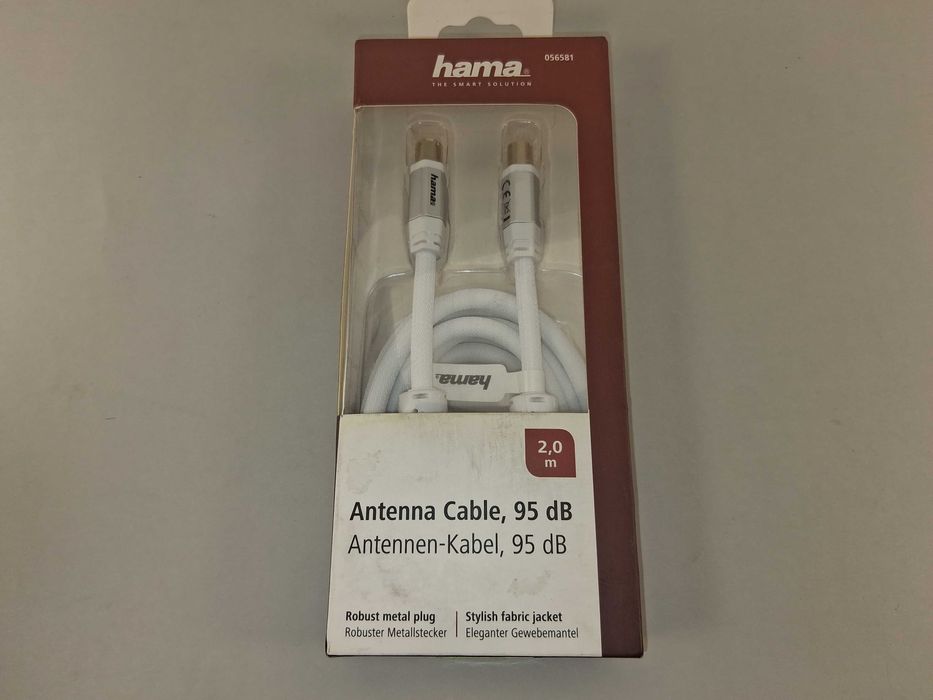 hama®
056581
THE SMART SOLUTION
hama
CE
hama
2,0
m
Antenna Cable, 95 dB
Antennen-Kabel, 95 dB
Robust metal plug
Robuster Metallstecker
Stylish fabric jacket
Eleganter Gewebemantel